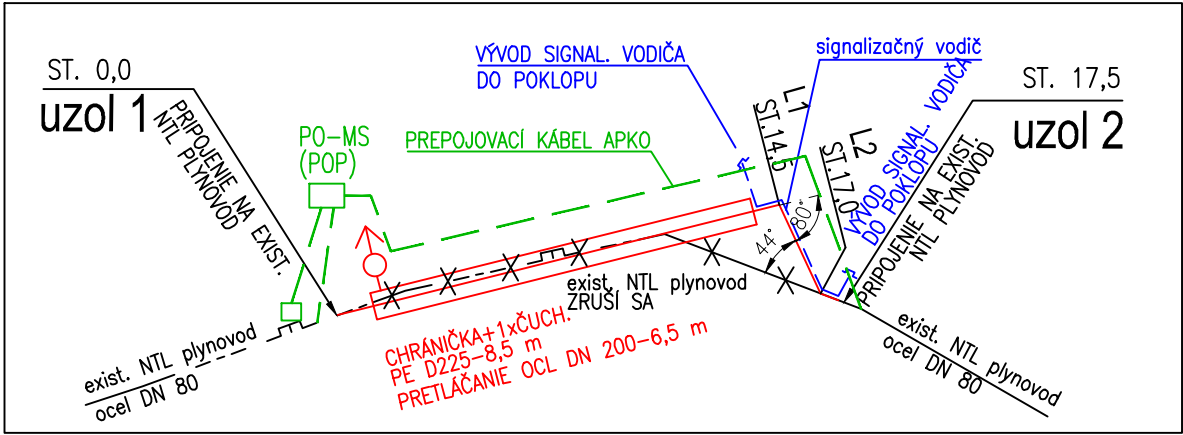 ST. 0,0
uzol 1
PRIPOJENIE NA EXIST.
NTL PLYNOVOD
PO-MS
(POP)
VÝVOD SIGNAL. VODIČA
DO POKLOPU
PREPOJOVACÍ KÁBEL APKO
signalizačný vodič
ST. 17,5
uzol 2
L1
ST.14,5
L2
ST.17,0
VÝVOD SIGNAL. VODIČA
DO POKLOPU
PRIPOJENIE NA EXIST.
NTL PLYNOVOD
80°
44°
exist. NTL plynovod
ZRUŠÍ SA
CHRÁNIČKA+1xČUCH.
PE D225-8,5 m
PRETLÁČANIE OCL DN 200-6,5 m
exist. NTL plynovod
ocel DN 80
exist. NTL plynovod
ocel DN 80